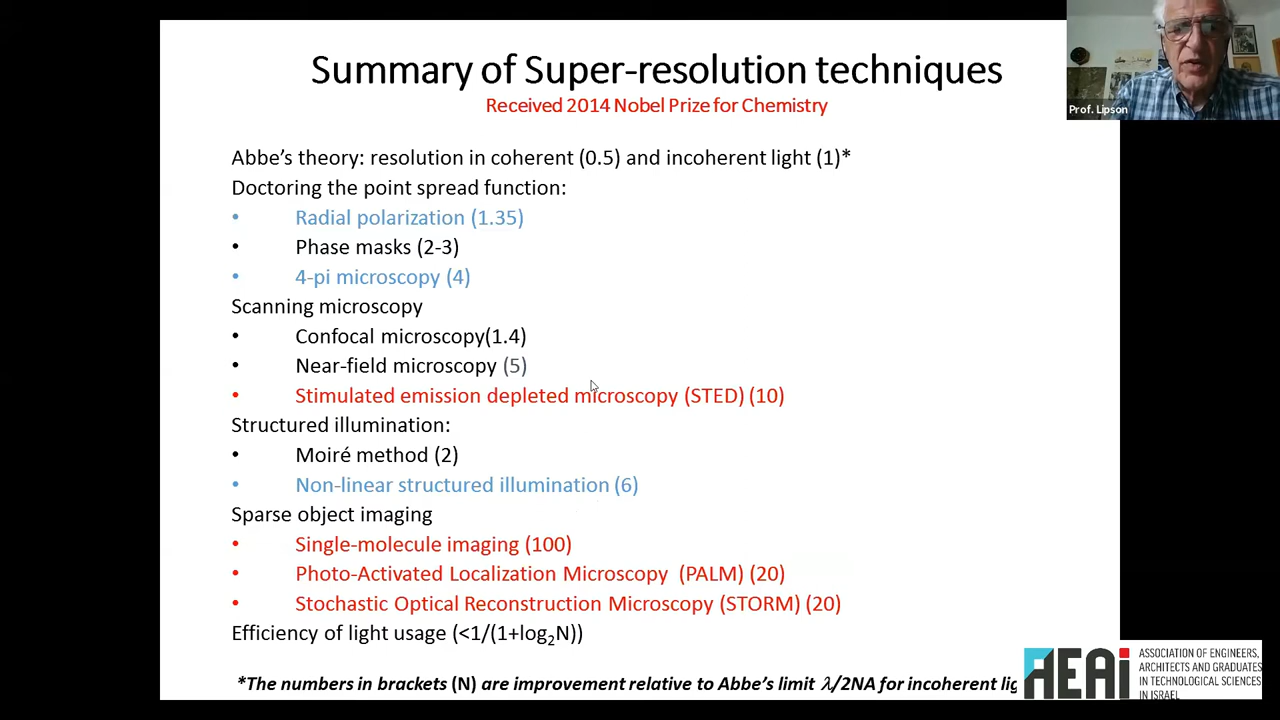 Summary of Super-resolution techniques
Received 2014 Nobel Prize for Chemistry
Abbe's theory: resolution in coherent (0.5) and incoherent light (1)*
Doctoring the point spread function:
• Radial polarization (1.35)
• Phase masks (2-3)
• 4-pi microscopy (4)
Scanning microscopy
• Confocal microscopy(1.4)
• Near-field microscopy (5)
• Stimulated emission depleted microscopy (STED) (10)
Structured illumination:
• Moiré method (2)
• Non-linear structured illumination (6)
Sparse object imaging
• Single-molecule imaging (100)
• Photo-Activated Localization Microscopy (PALM) (20)
• Stochastic Optical Reconstruction Microscopy (STORM) (20)
Efficiency of light usage (<1/(1+log₂N))
*The numbers in brackets (N) are improvement relative to Abbe's limit λ/2NA for incoherent
Prof. Lipson
AEAi
ASSOCIATION OF ENGINEERS,
ARCHITECTS AND GRADUATES
IN TECHNOLOGICAL SCIENCES
IN ISRAEL